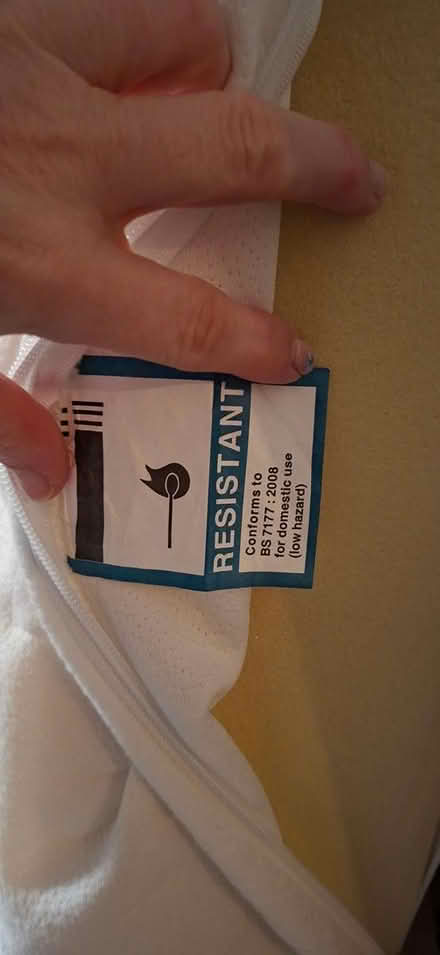 RESISTANT
Conforms to
BS 7177 : 2008
for domestic use
(low hazard)